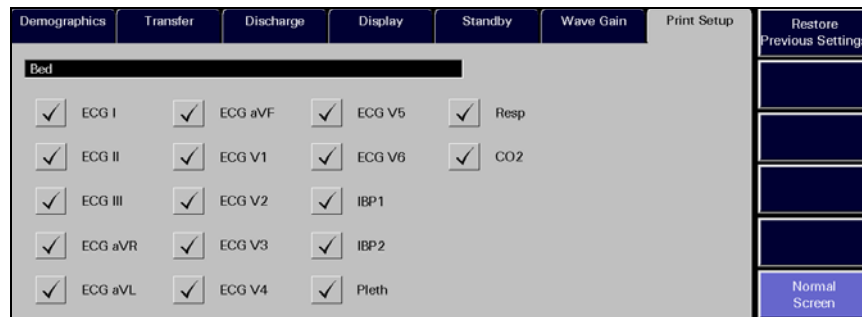 Demographics
Transfer
Discharge
Display
Standby
Wave Gain
Print Setup
Restore
Previous Setting
Bed
ECG I
ECG aVF
ECG V5
Resp
ECG II
ECG V1
ECG V6
CO2
ECG III
ECG V2
IBP1
ECG aVR
ECG V3
IBP2
ECG aVL
ECG V4
Pleth
Normal
Screen